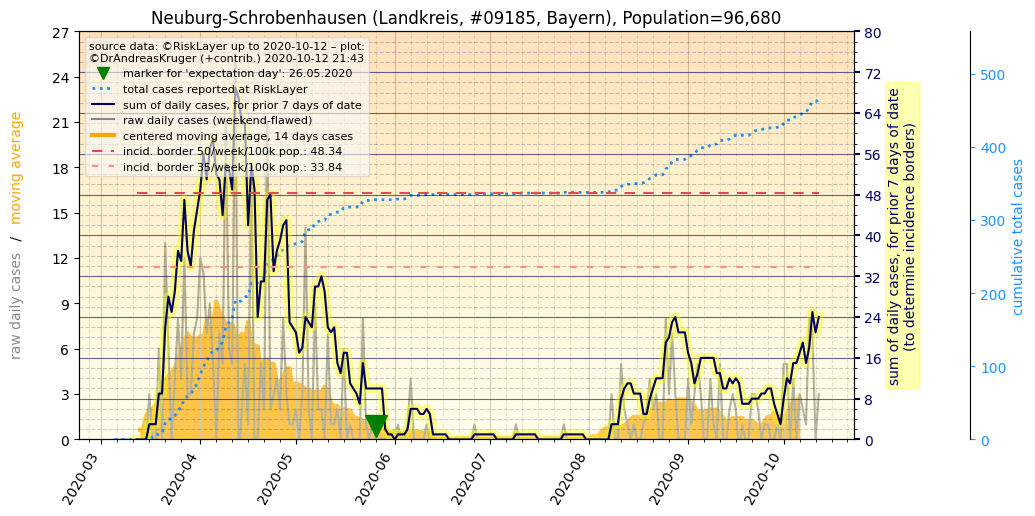 Neuburg-Schrobenhausen (Landkreis, #09185, Bayern), Population=96,680
source data: ©RiskLayer up to 2020-10-12 – plot:
©DrAndreasKruger (+contrib.) 2020-10-12 21:43
marker for 'expectation day': 26.05.2020
total cases reported at RiskLayer
sum of daily cases, for prior 7 days of date
raw daily cases (weekend-flawed)
centered moving average, 14 days cases
incid. border 50/week/100k pop.: 48.34
incid. border 35/week/100k pop.: 33.84
raw daily cases / moving average
27
24
21
18
15
12
9
6
3
0
2020-03
2020-04
2020-05
2020-06
2020-07
2020-08
2020-09
2020-10
80
72
64
56
48
40
32
24
16
8
0
sum of daily cases, for prior 7 days of date
(to determine, incidence borders)
500
400
300
200
100
0
cumulative total cases